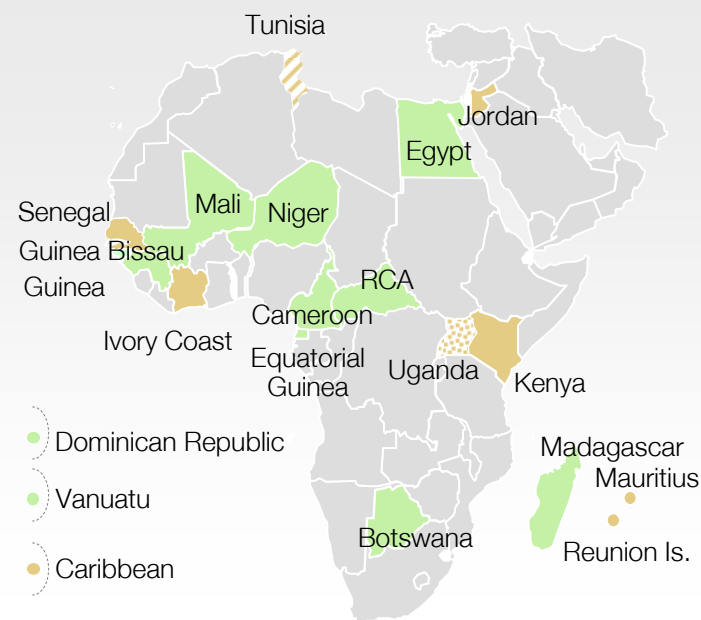 Tunisia
Jordan
Egypt
Mali
Niger
Senegal
Guinea Bissau
Guinea
RCA
Cameroon
Ivory Coast
Equatorial
Guinea
Uganda
Kenya
Dominican Republic
Madagascar
Mauritius
Vanuatu
Botswana
Reunion Is.
Caribbean